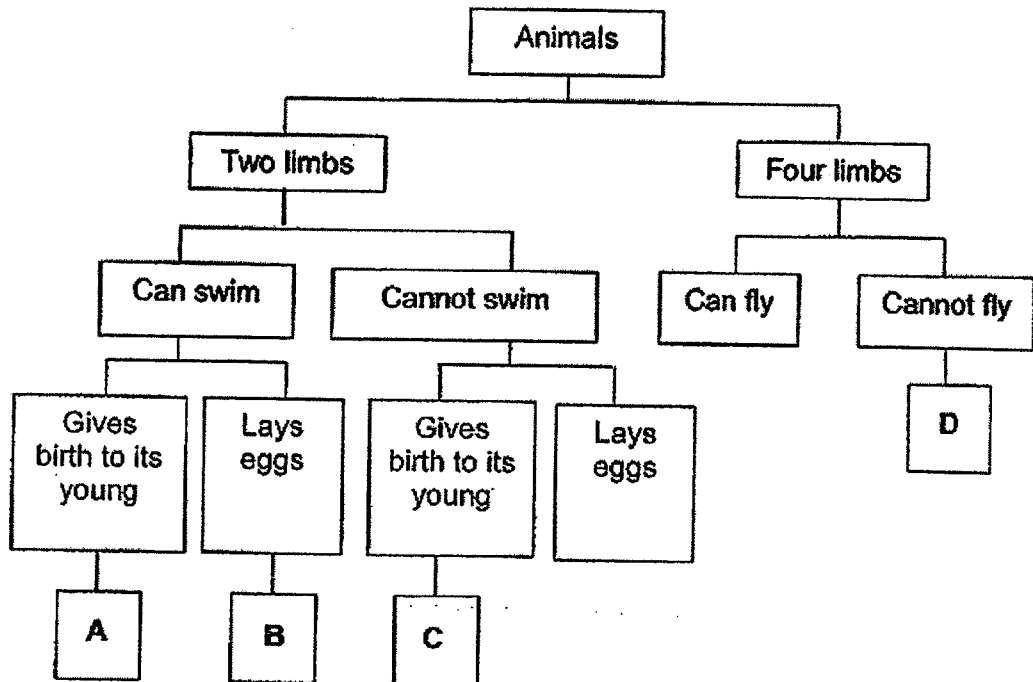 Animals
Two limbs
Four limbs
Can swim
Cannot swim
Can fly
Cannot fly
Gives
birth to its
young
Lays
eggs
Gives
birth to its
young
Lays
eggs
D
A
B
C